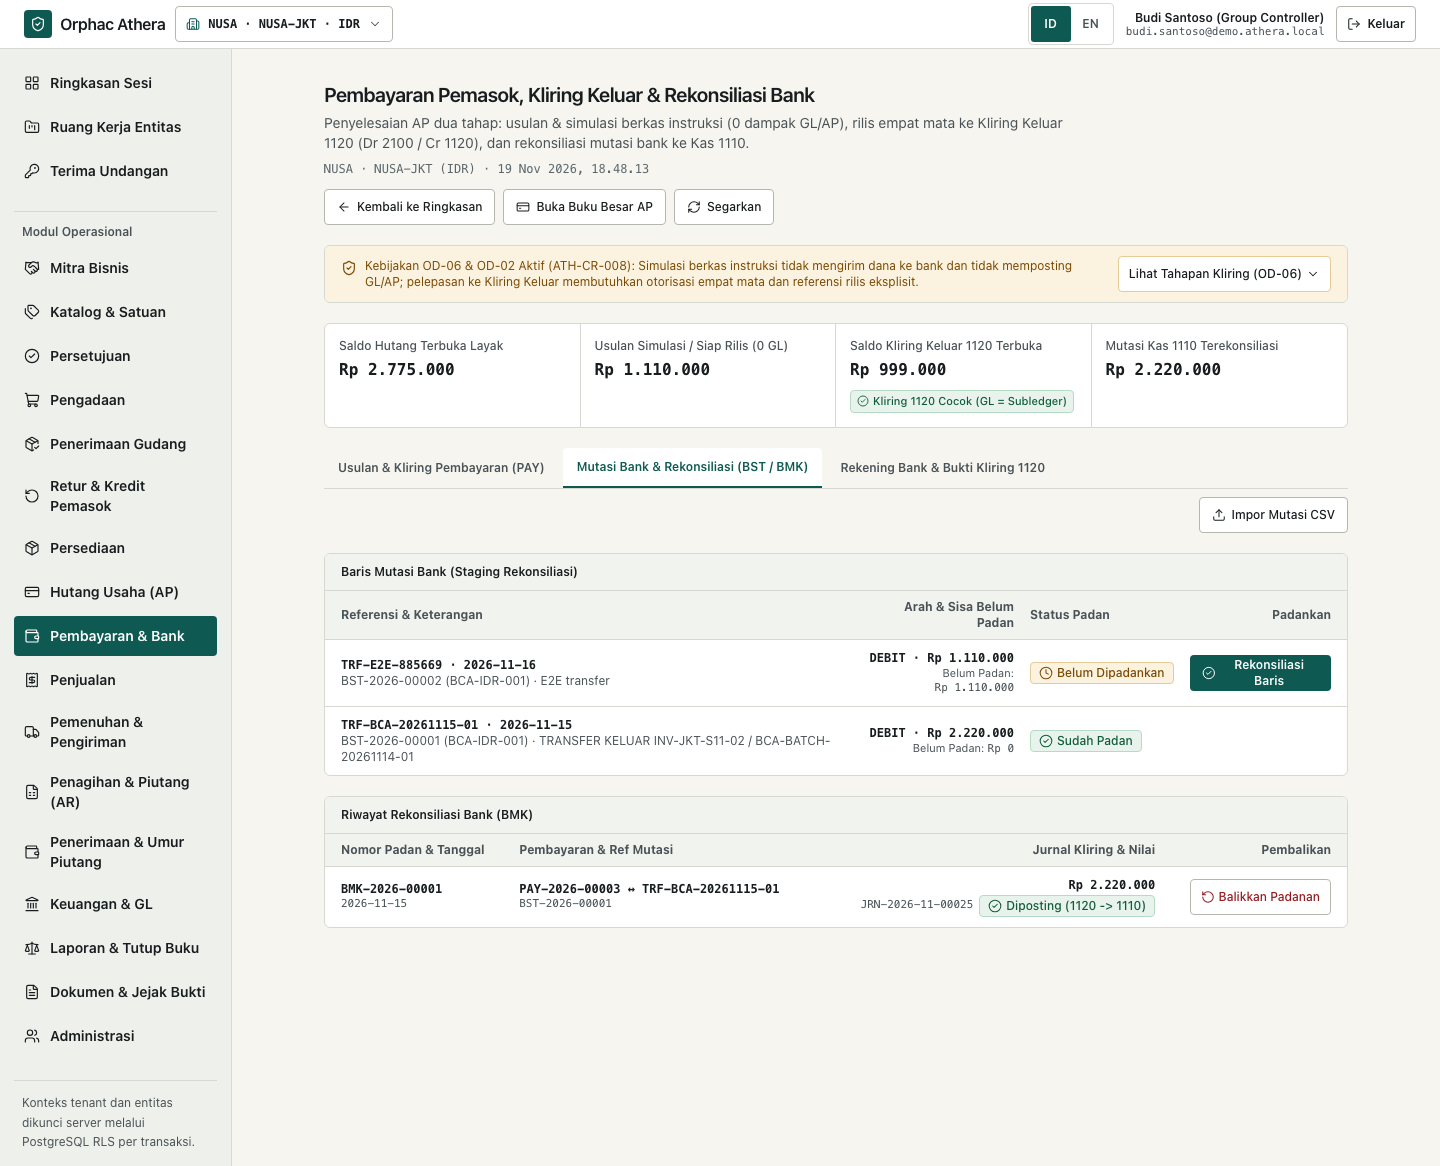 Orphac Athera
NUSA · NUSA-JKT · IDR
ID
EN
Budi Santoso (Group Controller)
budi.santoso@demo.athera.local
Keluar
Ringkasan Sesi
Ruang Kerja Entitas
Terima Undangan
Modul Operasional
Mitra Bisnis
Katalog & Satuan
Persetujuan
Pengadaan
Penerimaan Gudang
Retur & Kredit
Pemasok
Persediaan
Hutang Usaha (AP)
Pembayaran & Bank
Penjualan
Pemenuhan &
Pengiriman
Penagihan & Piutang
(AR)
Penerimaan & Umur
Piutang
Keuangan & GL
Laporan & Tutup Buku
Dokumen & Jejak Bukti
Administrasi
Konteks tenant dan entitas
dikunci server melalui
PostgreSQL RLS per transaksi.
Pembayaran Pemasok, Kliring Keluar & Rekonsiliasi Bank
Penyelesaian AP dua tahap: usulan & simulasi berkas instruksi (0 dampak GL/AP), rilis empat mata ke Kliring Keluar
1120 (Dr 2100 / Cr 1120), dan rekonsiliasi mutasi bank ke Kas 1110.
NUSA · NUSA-JKT (IDR) · 19 Nov 2026, 18.48.13
Kembali ke Ringkasan
Buka Buku Besar AP
Segarkan
Kebijakan OD-06 & OD-02 Aktif (ATH-CR-008): Simulasi berkas instruksi tidak mengirim dana ke bank dan tidak memposting
GL/AP; pelepasan ke Kliring Keluar membutuhkan otorisasi empat mata dan referensi rilis eksplisit.
Lihat Tahapan Kliring (OD-06)
Saldo Hutang Terbuka Layak
Rp 2.775.000
Usulan Simulasi / Siap Rilis (0 GL)
Rp 1.110.000
Saldo Kliring Keluar 1120 Terbuka
Rp 999.000
Kliring 1120 Cocok (GL = Subledger)
Mutasi Kas 1110 Terekonsiliasi
Rp 2.220.000
Usulan & Kliring Pembayaran (PAY)
Mutasi Bank & Rekonsiliasi (BST / BMK)
Rekening Bank & Bukti Kliring 1120
Impor Mutasi CSV
Baris Mutasi Bank (Staging Rekonsiliasi)
Referensi & Keterangan
Arah & Sisa Belum
Padan
Status Padan
Padankan
TRF-E2E-885669 · 2026-11-16
BST-2026-00002 (BCA-IDR-001) · E2E transfer
DEBIT · Rp 1.110.000
Belum Padan:
Rp 1.110.000
Belum Dipadankan
Rekonsiliasi
Baris
TRF-BCA-20261115-01 · 2026-11-15
BST-2026-00001 (BCA-IDR-001) · TRANSFER KELUAR INV-JKT-S11-02 / BCA-BATCH-
20261114-01
DEBIT · Rp 2.220.000
Belum Padan: Rp 0
Sudah Padan
Riwayat Rekonsiliasi Bank (BMK)
Nomor Padan & Tanggal
Pembayaran & Ref Mutasi
Jurnal Kliring & Nilai
Pembalikan
BMK-2026-00001
2026-11-15
PAY-2026-00003 ↔ TRF-BCA-20261115-01
BST-2026-00001
Rp 2.220.000
JRN-2026-11-00025
Diposting (1120 -> 1110)
Balikkan Padanan